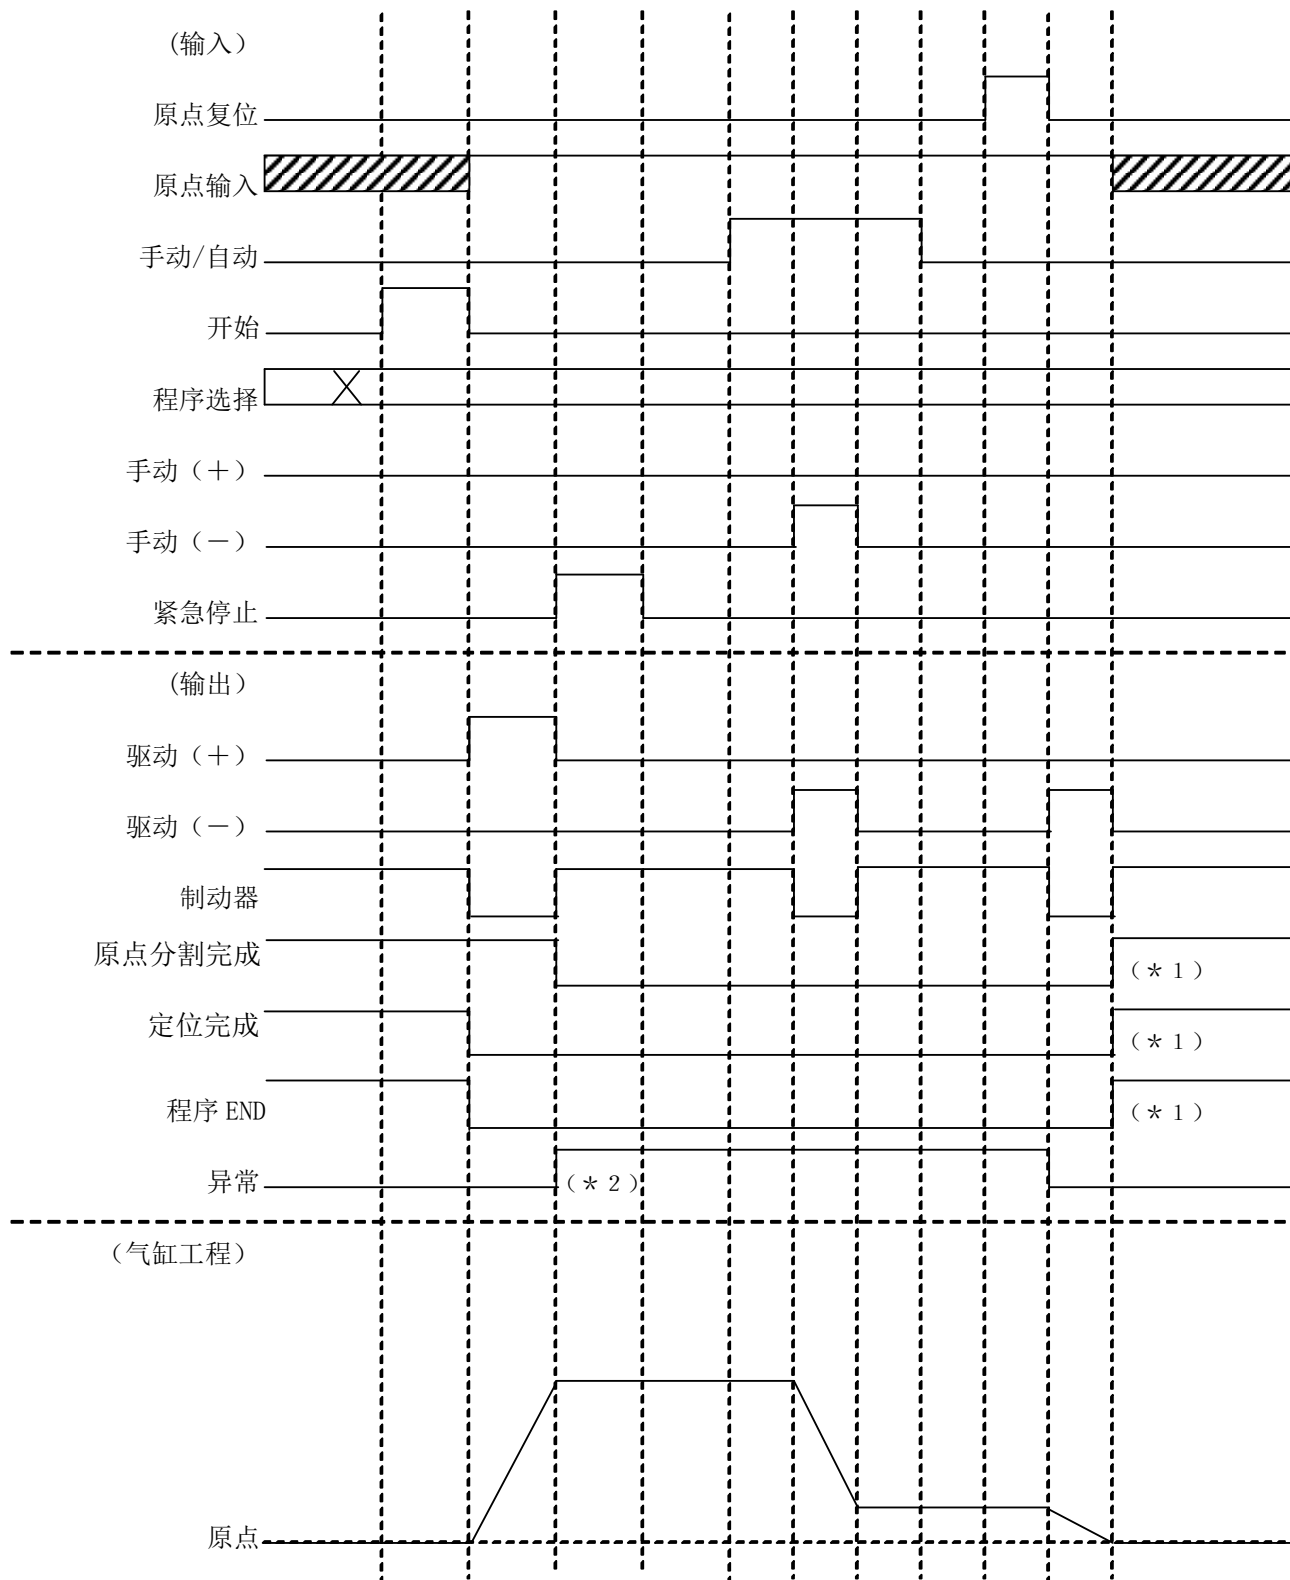 (输入）
原点复位
原点输入
手动/自动
开始
程序选择
手动（＋）
手动（－）
紧急停止
(输出）
驱动（＋）
驱动（－）
制动器
原点分割完成
（＊１）
定位完成
（＊１）
程序 END
（＊１）
异常
（＊２）
（气缸工程）
原点